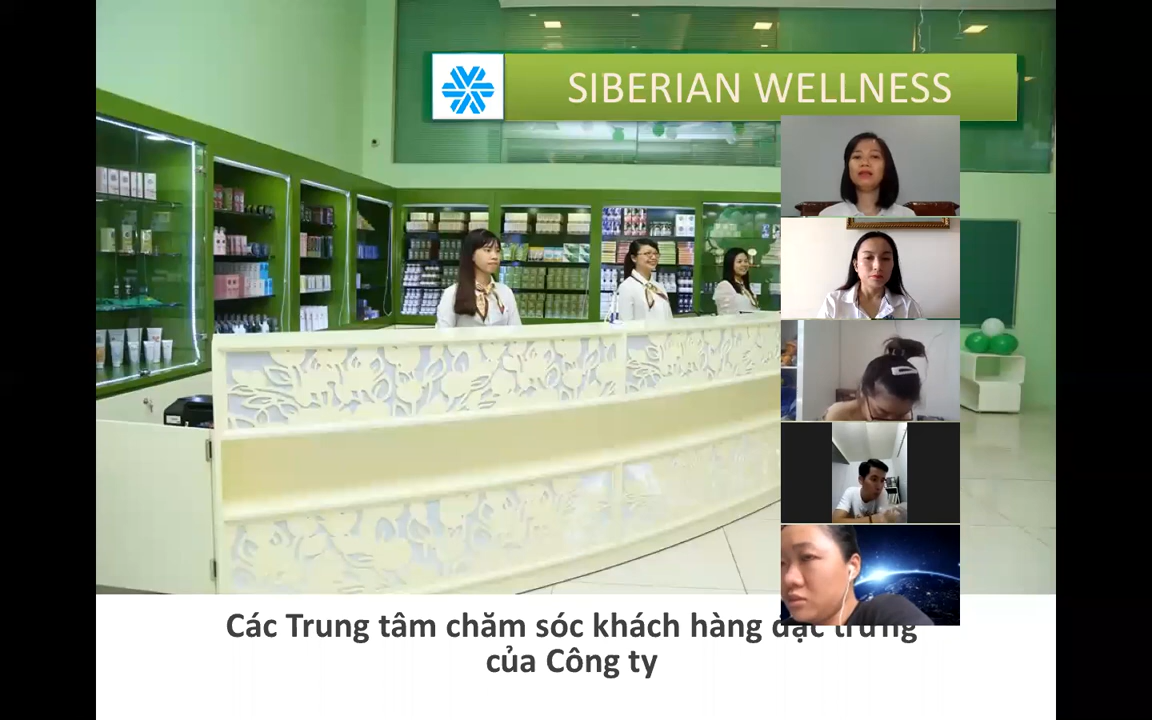 SIBERIAN WELLNESS
Các Trung tâm chăm sóc khách hàng đặc trưng
của Công ty